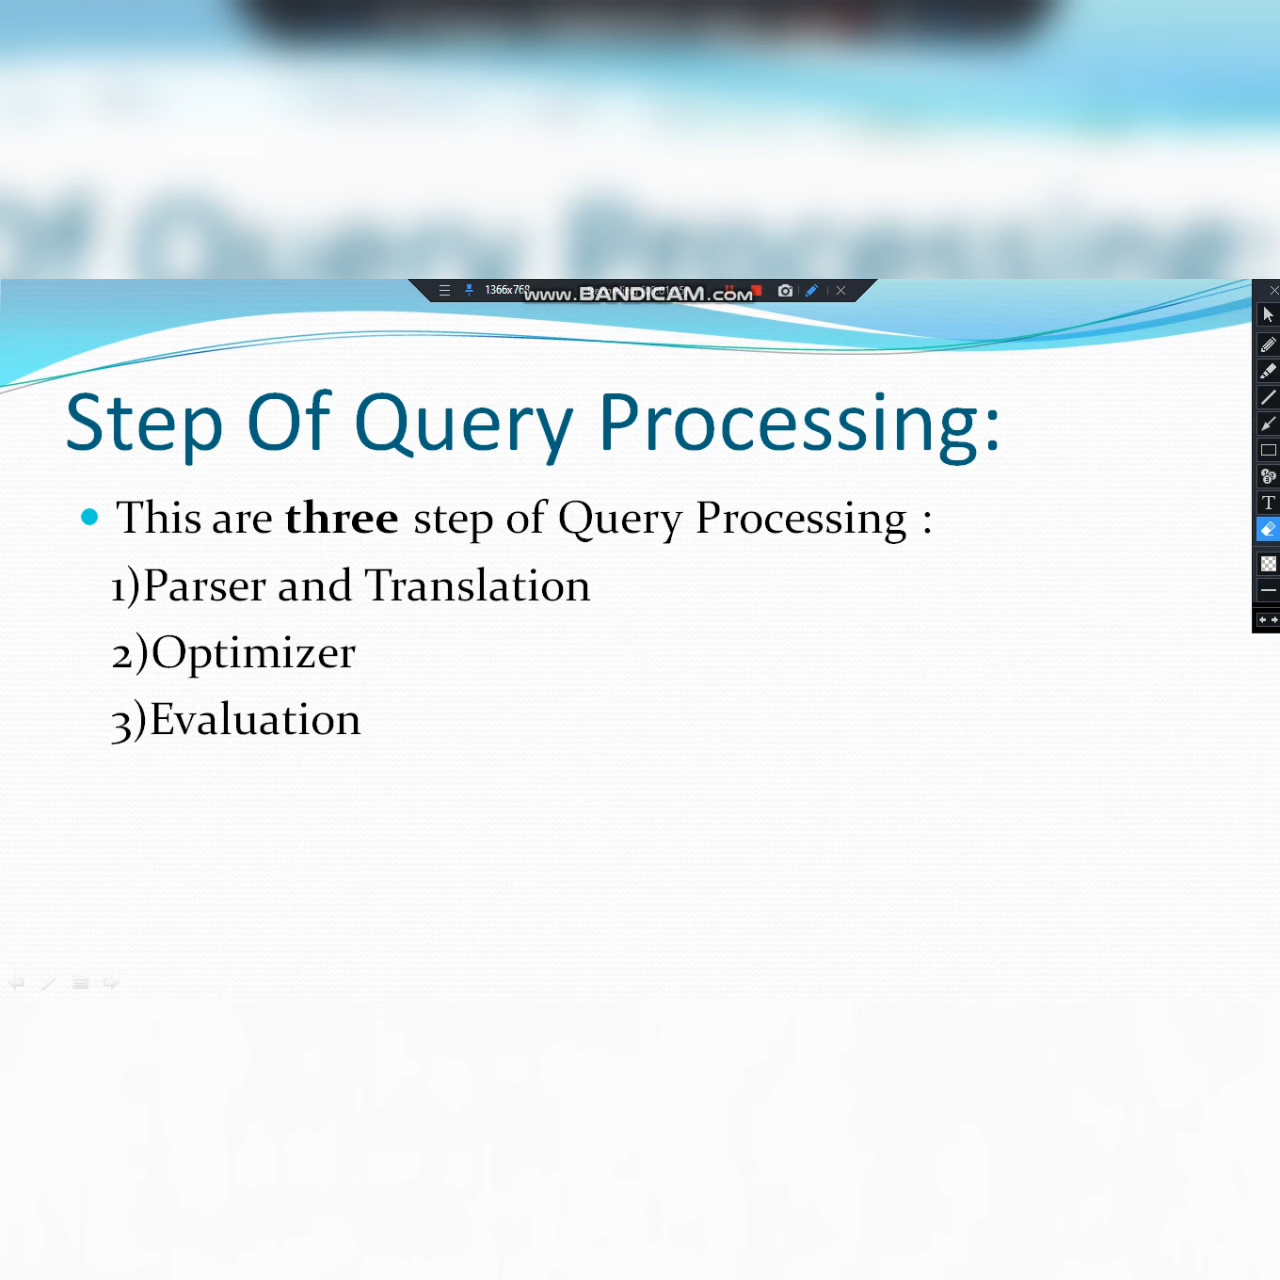 1366x768
www.BANDICAM.com
Step Of Query Processing:
This are three step of Query Processing :
1)Parser and Translation
2)Optimizer
3)Evaluation
T